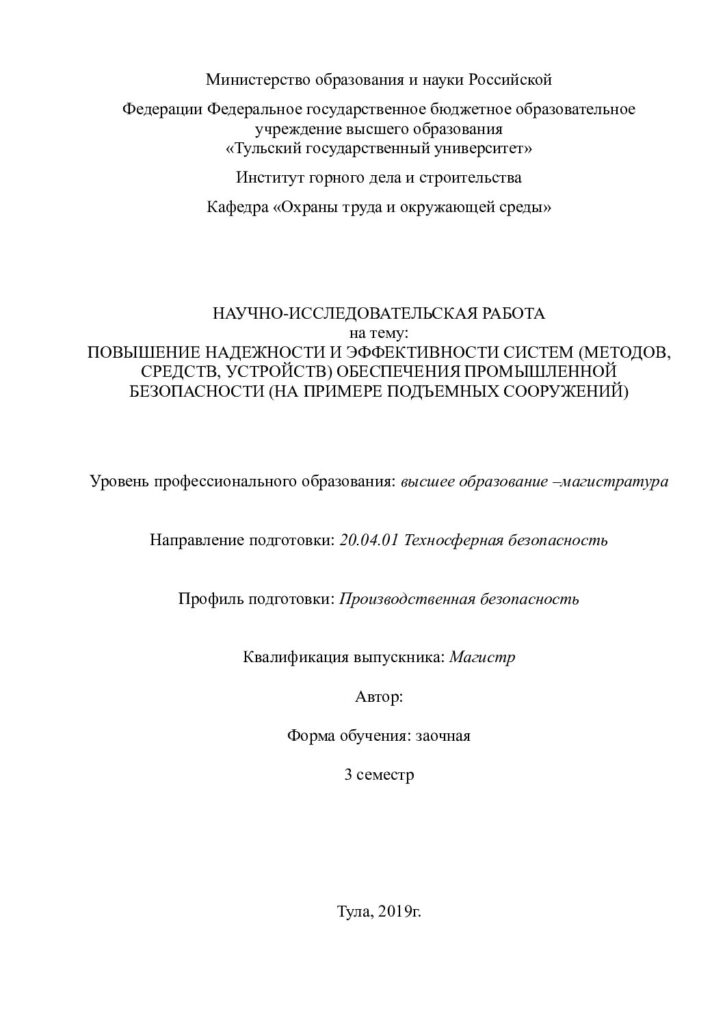 Министерство образования и науки Российской
Федерации Федеральное государственное бюджетное образовательное
учреждение высшего образования
«Тульский государственный университет»
Институт горного дела и строительства
Кафедра «Охраны труда и окружающей среды»
НАУЧНО-ИССЛЕДОВАТЕЛЬСКАЯ РАБОТА
на тему:
ПОВЫШЕНИЕ НАДЕЖНОСТИ И ЭФФЕКТИВНОСТИ СИСТЕМ (МЕТОДОВ,
СРЕДСТВ, УСТРОЙСТВ) ОБЕСПЕЧЕНИЯ ПРОМЫШЛЕННОЙ
БЕЗОПАСНОСТИ (НА ПРИМЕРЕ ПОДЪЕМНЫХ СООРУЖЕНИЙ)
Уровень профессионального образования: высшее образование –магистратура
Направление подготовки: 20.04.01 Техносферная безопасность
Профиль подготовки: Производственная безопасность
Квалификация выпускника: Магистр
Автор:
Форма обучения: заочная
3 семестр
Тула, 2019г.